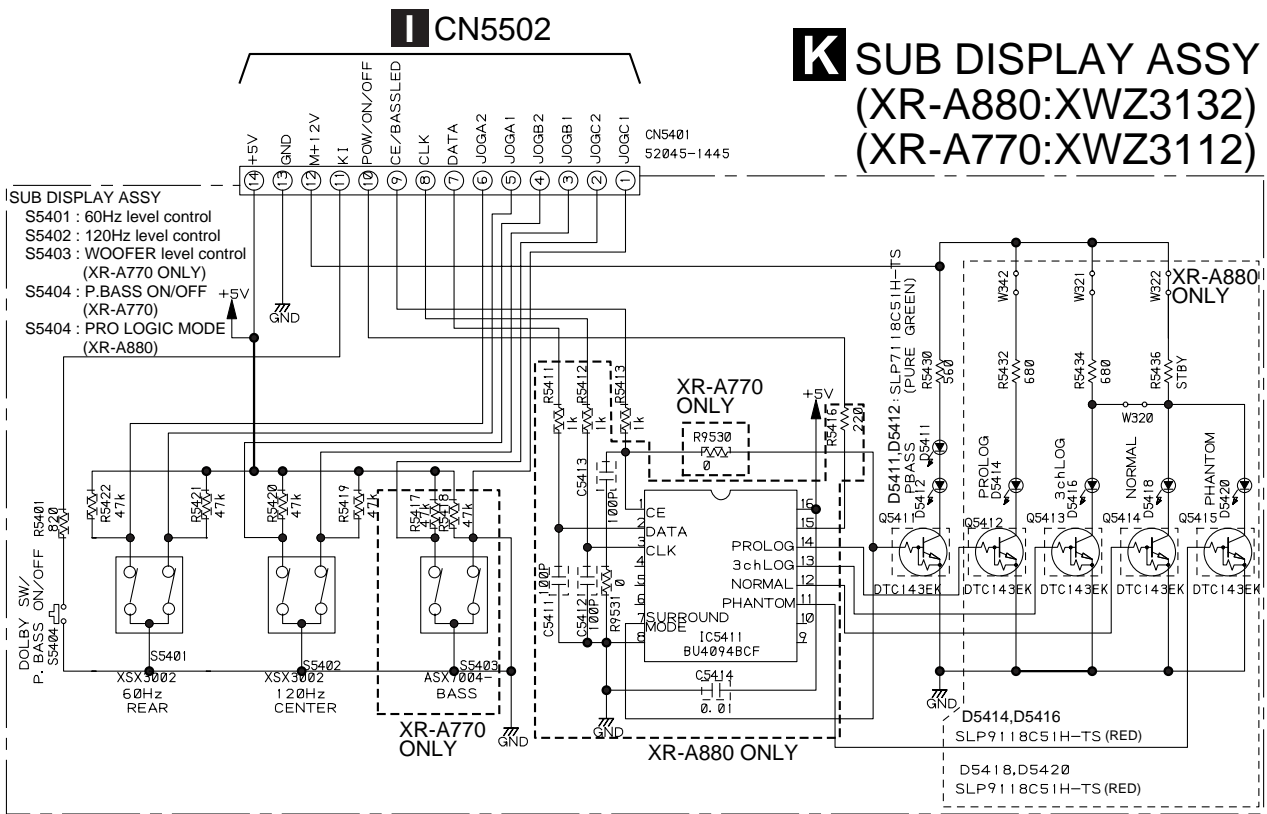 I CN5502
K SUB DISPLAY ASSY
(XR-A880:XWZ3132)
(XR-A770:XWZ3112)
+5V
GND
M+12V
KI
POW/ON/OFF
CE/BASSLED
CLK
DATA
JOGA2
JOGA1
JOGB2
JOGB1
JOGC2
JOGC1
CN5401
52045-1445
14 13 12 11 10 9 8 7 6 5 4 3 2 1
SUB DISPLAY ASSY
S5401 : 60Hz level control
S5402 : 120Hz level control
S5403 : WOOFER level control
(XR-A770 ONLY)
S5404 : P.BASS ON/OFF
(XR-A770)
S5404 : PRO LOGIC MODE
(XR-A880)
+5V
GND
XR-A880
ONLY
W342
W321
W322
R5430
560
R5432
680
R5434
680
R5436
STBY
W320
D5411,D5412 : SLP7118C51H-TS
(PURE GREEN)
PBASS
D5411
D5412
PROLOG
D5414
3chLOG
D5416
NORMAL
D5418
PHANTOM
D5420
R5411
1k
R5412
1k
R5413
1k
XR-A770
ONLY
R9530
0
+5V
R5416
220
R5401
820
R5422
47k
R5421
47k
R5420
47k
R5419
47k
R5417
47k
R5418
47k
C5413
100P
1 CE
2 DATA
3 CLK
4
5
6
7 SURROUND
MODE
8
16
15
PROLOG 14
3chLOG 13
NORMAL 12
PHANTOM 11
10
9
IC5411
BU4094BCF
C5411
100P
C5412
100P
R9531
0
C5414
0.01
Q5411
Q5412
Q5413
Q5414
Q5415
DTC143EK
DTC143EK
DTC143EK
DTC143EK
DTC143EK
DOLBY SW/
P. BASS ON/OFF
S5404
S5401
XSX3002
60Hz
REAR
S5402
XSX3002
120Hz
CENTER
S5403
ASX7004-
BASS
XR-A770
ONLY
GND
GND
XR-A880 ONLY
GND
D5414,D5416
SLP9118C51H-TS (RED)
D5418,D5420
SLP9118C51H-TS (RED)